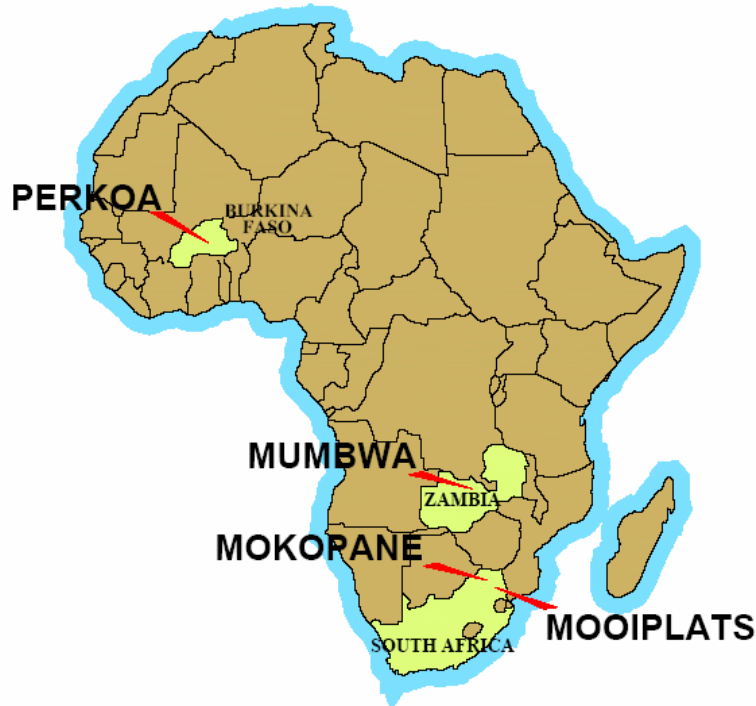 PERKOA
BURKINA
FASO
MUMBWA
ZAMBIA
MOKOPANE
MOOIPLATS
SOUTH AFRICA